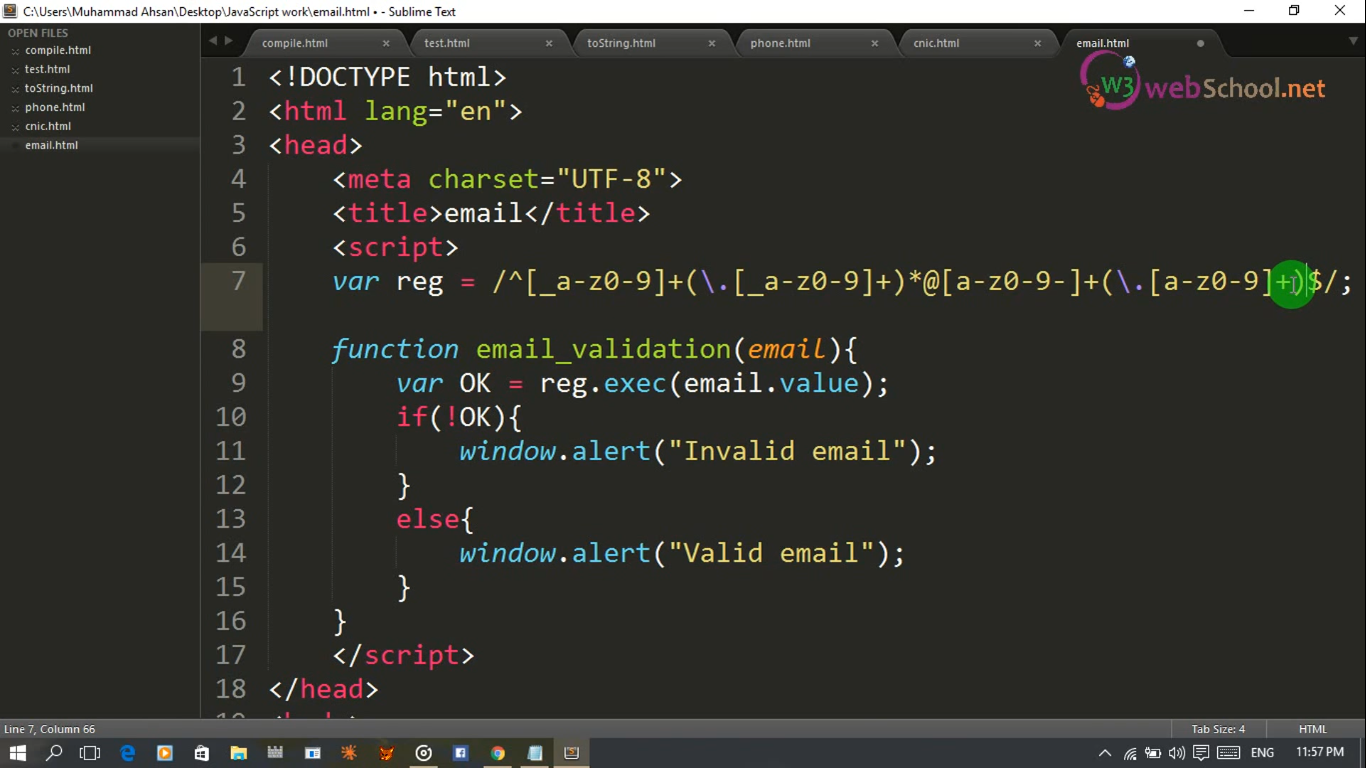 C:\Users\Muhammad Ahsan\Desktop\JavaScript work\email.html • - Sublime Text
OPEN FILES
compile.html
test.html
toString.html
phone.html
cnic.html
email.html
compile.html
test.html
toString.html
phone.html
cnic.html
email.html
W3 webSchool.net
1 <!DOCTYPE html>
2 <html lang="en">
3 <head>
4 <meta charset="UTF-8">
5 <title>email</title>
6 <script>
7 var reg = /^[_a-z0-9]+(\.[_a-z0-9]+)*@[a-z0-9-]+(\.[a-z0-9]+)$/;
8 function email_validation(email){
9 var OK = reg.exec(email.value);
10 if(!OK){
11 window.alert("Invalid email");
12 }
13 else{
14 window.alert("Valid email");
15 }
16 }
17 </script>
18 </head>
Line 7, Column 66
Tab Size: 4
HTML
ENG
11:57 PM